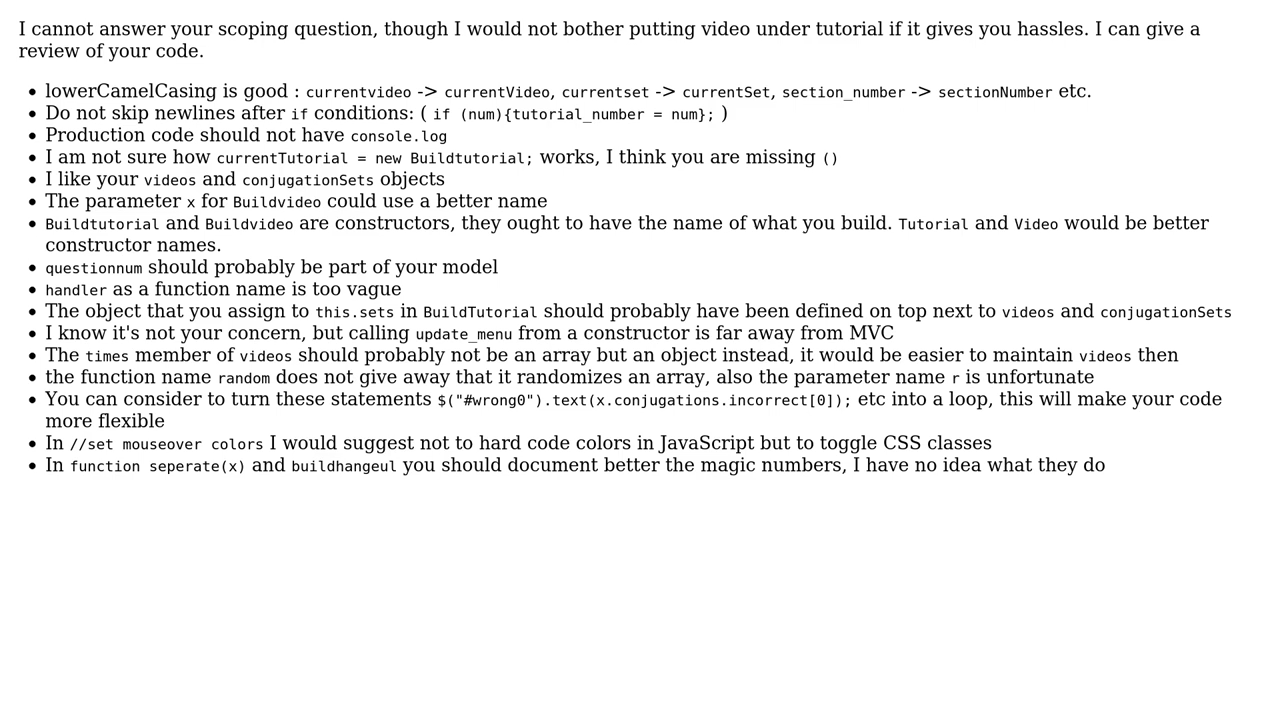 I cannot answer your scoping question, though I would not bother putting video under tutorial if it gives you hassles. I can give a
review of your code.
• lowerCamelCasing is good : currentvideo -> currentVideo, currentset -> currentSet, section_number -> sectionNumber etc.
• Do not skip newlines after if conditions: ( if (num){tutorial_number = num}; )
• Production code should not have console.log
• I am not sure how currentTutorial = new Buildtutorial; works, I think you are missing ()
• I like your videos and conjugationSets objects
• The parameter x for Buildvideo could use a better name
• Buildtutorial and Buildvideo are constructors, they ought to have the name of what you build. Tutorial and Video would be better
constructor names.
• questionnum should probably be part of your model
• handler as a function name is too vague
• The object that you assign to this.sets in BuildTutorial should probably have been defined on top next to videos and conjugationSets
• I know it's not your concern, but calling update_menu from a constructor is far away from MVC
• The times member of videos should probably not be an array but an object instead, it would be easier to maintain videos then
• the function name random does not give away that it randomizes an array, also the parameter name r is unfortunate
• You can consider to turn these statements $("#wrong0").text(x.conjugations.incorrect[0]); etc into a loop, this will make your code
more flexible
• In //set mouseover colors I would suggest not to hard code colors in JavaScript but to toggle CSS classes
• In function seperate(x) and buildhangeul you should document better the magic numbers, I have no idea what they do